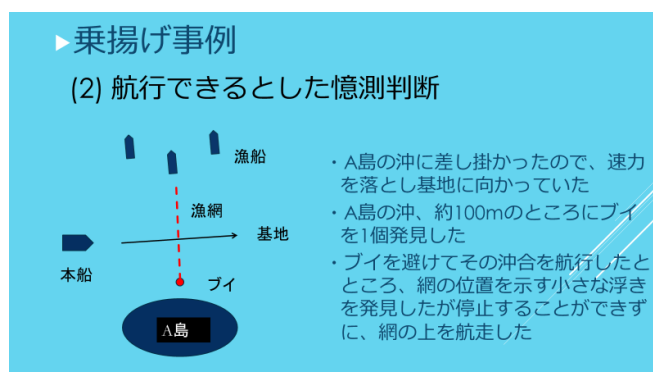 乗揚げ事例
(2) 航行できるとした憶測判断
漁船
漁網
基地
本船
ブイ
A島
・A島の沖に差し掛かったので、速力
を落とし基地に向かっていた
・A島の沖、約100mのところにブイ
を1個発見した
・ブイを避けてその沖合を航行したと
ところ、網の位置を示す小さな浮き
を発見したが停止することができず
に、網の上を航走した